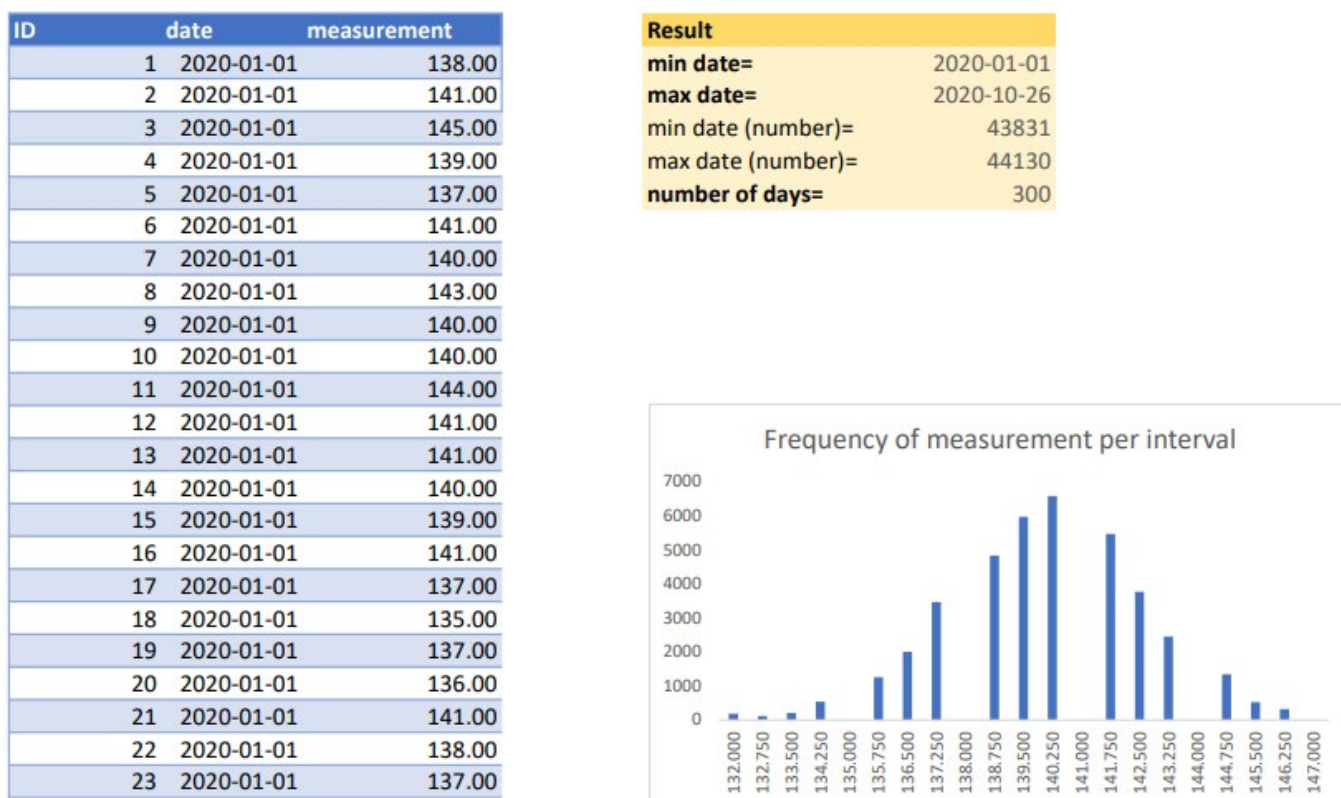 ID date measurement
1 2020-01-01 138.00
2 2020-01-01 141.00
3 2020-01-01 145.00
4 2020-01-01 139.00
5 2020-01-01 137.00
6 2020-01-01 141.00
7 2020-01-01 140.00
8 2020-01-01 143.00
9 2020-01-01 140.00
10 2020-01-01 140.00
11 2020-01-01 144.00
12 2020-01-01 141.00
13 2020-01-01 141.00
14 2020-01-01 140.00
15 2020-01-01 139.00
16 2020-01-01 141.00
17 2020-01-01 137.00
18 2020-01-01 135.00
19 2020-01-01 137.00
20 2020-01-01 136.00
21 2020-01-01 141.00
22 2020-01-01 138.00
23 2020-01-01 137.00
Result
min date= 2020-01-01
max date= 2020-10-26
min date (number)= 43831
max date (number)= 44130
number of days= 300
Frequency of measurement per interval
7000
6000
5000
4000
3000
2000
1000
0
132.000
132.750
133.500
134.250
135.000
135.750
136.500
137.250
138.000
138.750
139.500
140.250
141.000
141.750
142.500
143.250
144.000
144.750
145.500
146.250
147.000